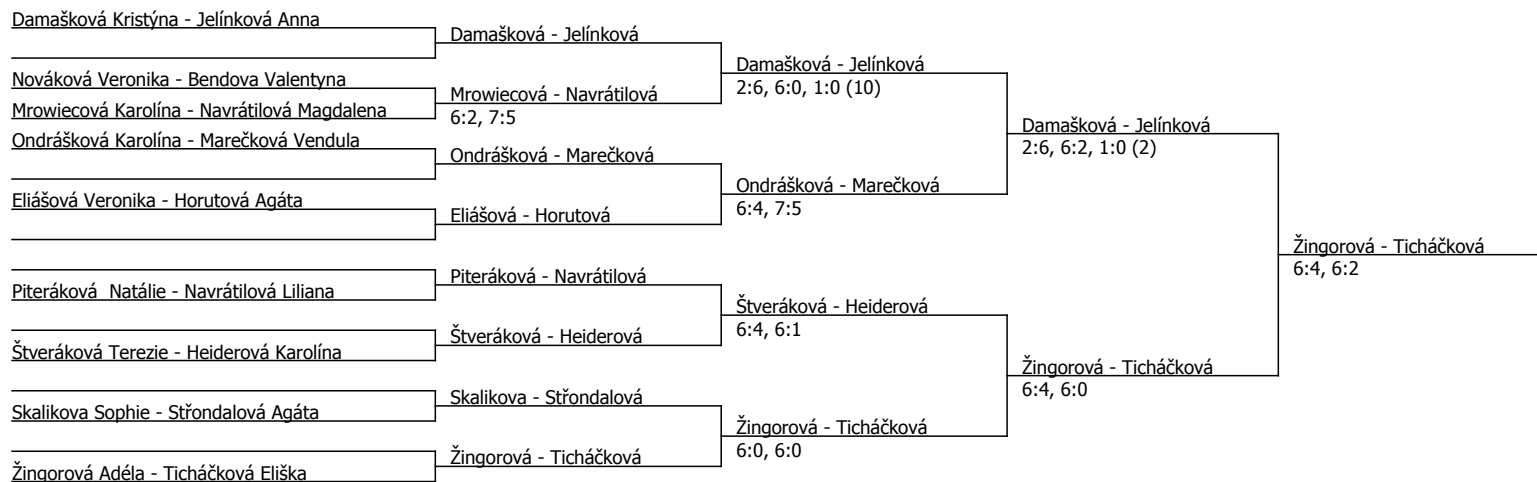 Damašková Kristýna - Jelínková Anna
Nováková Veronika - Bendova Valentyna
Mrowiecová Karolína - Navrátilová Magdalena
Ondrášková Karolína - Marečková Vendula
Eliášová Veronika - Horutová Agáta
Piteráková  Natálie - Navrátilová Liliana
Štveráková Terezie - Heiderová Karolína
Skalikova Sophie - Střondalová Agáta
Žingorová Adéla - Ticháčková Eliška
Damašková - Jelínková
Mrowiecová - Navrátilová
6:2, 7:5
Ondrášková - Marečková
Eliášová - Horutová
Piteráková - Navrátilová
Štveráková - Heiderová
Skalikova - Střondalová
Žingorová - Ticháčková
Damašková - Jelínková
2:6, 6:0, 1:0 (10)
Ondrášková - Marečková
6:4, 7:5
Štveráková - Heiderová
6:4, 6:1
Žingorová - Ticháčková
6:0, 6:0
Damašková - Jelínková
2:6, 6:2, 1:0 (2)
Žingorová - Ticháčková
6:4, 6:0
Žingorová - Ticháčková
6:4, 6:2